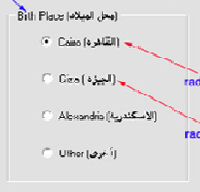 Birth Place (محل الميلاد)
Cairo (القاهرة)
Giza (الجيزة)
Alexandria (الاسكندرية)
Other (أخرى)
rad
rad